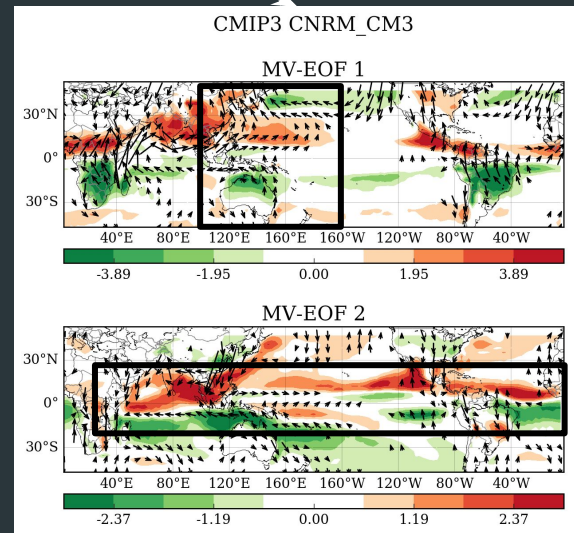 CMIP3 CNRM_CM3
MV-EOF 1
30°N
0°
30°S
40°E 80°E 120°E 160°E 160°W 120°W 80°W 40°W
-3.89 -1.95 0.00 1.95 3.89
MV-EOF 2
30°N
0°
30°S
40°E 80°E 120°E 160°E 160°W 120°W 80°W 40°W
-2.37 -1.19 0.00 1.19 2.37